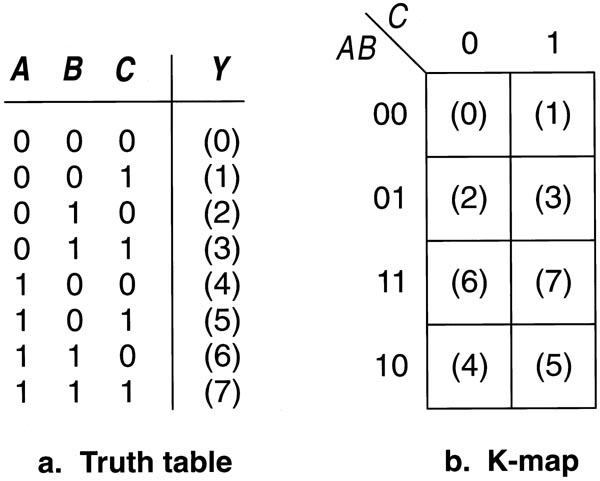 A B C Y
0 0 0 (0)
0 0 1 (1)
0 1 0 (2)
0 1 1 (3)
1 0 0 (4)
1 0 1 (5)
1 1 0 (6)
1 1 1 (7)
a. Truth table
C
AB 0 1
00 (0) (1)
01 (2) (3)
11 (6) (7)
10 (4) (5)
b. K-map